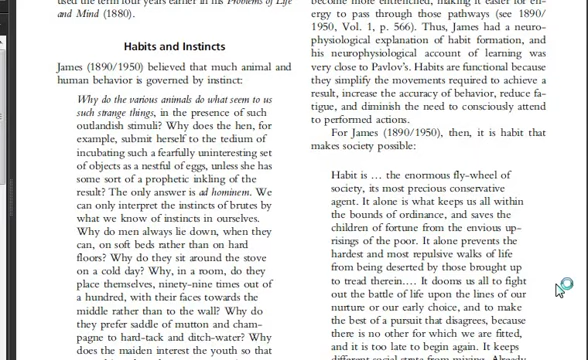 used the term four years earlier in his Problems of Life
and Mind (1880).
Habits and Instincts
James (1890/1950) believed that much animal and
human behavior is governed by instinct:
Why do the various animals do what seem to us
such strange things, in the presence of such
outlandish stimuli? Why does the hen, for
example, submit herself to the tedium of
incubating such a fearfully uninteresting set
of objects as a nestful of eggs, unless she has
some sort of a prophetic inkling of the
result? The only answer is ad hominem. We
can only interpret the instincts of brutes by
what we know of instincts in ourselves.
Why do men always lie down, when they
can, on soft beds rather than on hard
floors? Why do they sit around the stove
on a cold day? Why, in a room, do they
place themselves, ninety-nine times out of
a hundred, with their faces towards the
middle rather than to the wall? Why do
they prefer saddle of mutton and cham-
pagne to hard-tack and ditch-water? Why
does the maiden interest the youth so that
become more entrenched, making it easier for en-
ergy to pass through those pathways (see 1890/
1950, Vol. 1, p. 566). Thus, James had a neuro-
physiological explanation of habit formation, and
his neurophysiological account of learning was
very close to Pavlov's. Habits are functional because
they simplify the movements required to achieve a
result, increase the accuracy of behavior, reduce fa-
tigue, and diminish the need to consciously attend
to performed actions.
For James (1890/1950), then, it is habit that
makes society possible:
Habit is ... the enormous fly-wheel of
society, its most precious conservative
agent. It alone is what keeps us all within
the bounds of ordinance, and saves the
children of fortune from the envious up-
risings of the poor. It alone prevents the
hardest and most repulsive walks of life
from being deserted by those brought up
to tread therein.... It dooms us all to fight
out the battle of life upon the lines of our
nurture or our early choice, and to make
the best of a pursuit that disagrees, because
there is no other for which we are fitted,
and it is too late to begin again. It keeps
different social strata from mixing. Already